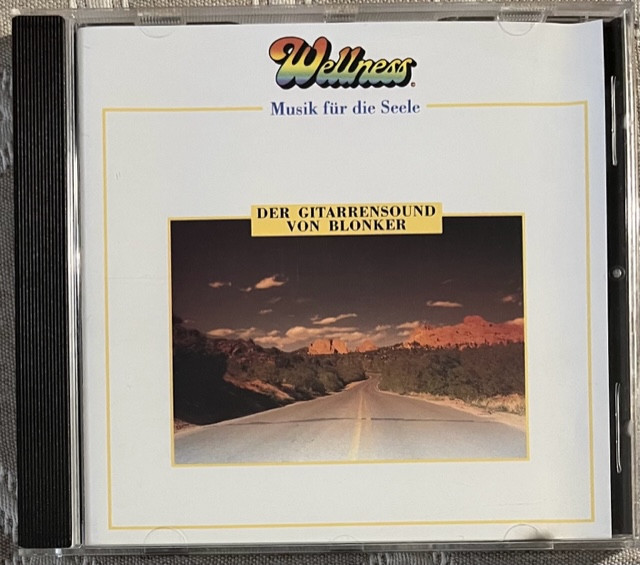 Wellness
Musik für die Seele
DER GITARRENSOUND
VON BLONKER